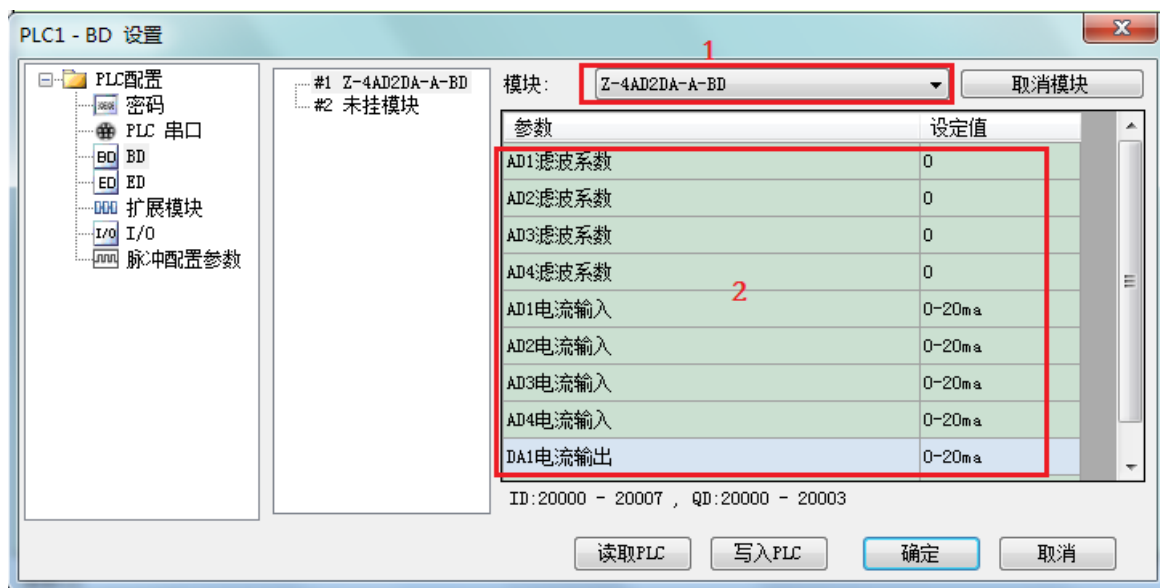 PLC1 - BD 设置
X
1
PLC配置
密码
PLC 串口
BD BD
ED ED
扩展模块
I/O I/O
脉冲配置参数
#1 Z-4AD2DA-A-BD
#2 未挂模块
模块: Z-4AD2DA-A-BD 取消模块
参数 设定值
AD1滤波系数 0
AD2滤波系数 0
AD3滤波系数 0
AD4滤波系数 0
2
AD1电流输入 0-20ma
AD2电流输入 0-20ma
AD3电流输入 0-20ma
AD4电流输入 0-20ma
DA1电流输出 0-20ma
ID:20000 - 20007 , QD:20000 - 20003
读取PLC 写入PLC 确定 取消